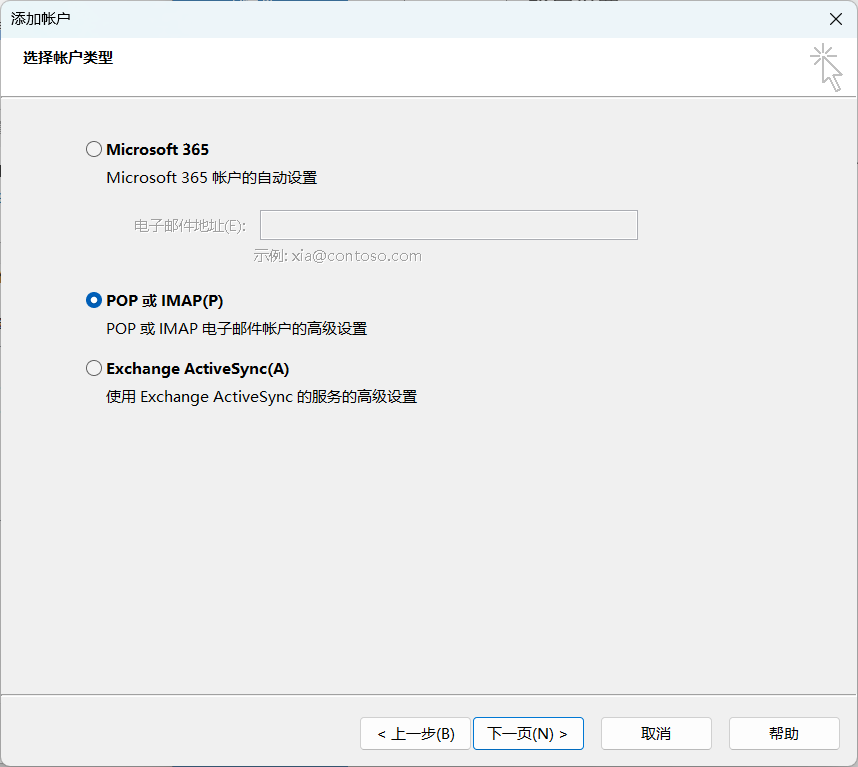 添加帐户
选择帐户类型
Microsoft 365
Microsoft 365 帐户的自动设置
电子邮件地址(E):
示例: xia@contoso.com
POP 或 IMAP(P)
POP 或 IMAP 电子邮件帐户的高级设置
Exchange ActiveSync(A)
使用 Exchange ActiveSync 的服务的高级设置
< 上一步(B) 下一页(N) > 取消 帮助